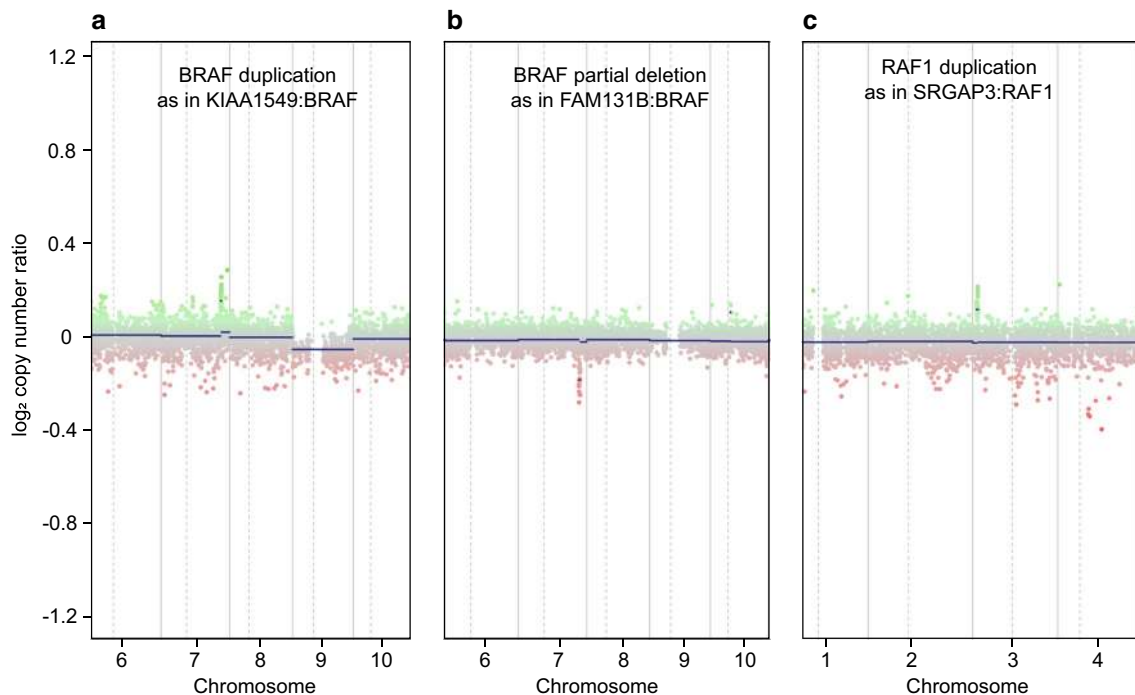 a
b
c
BRAF duplication
as in KIAA1549:BRAF
BRAF partial deletion
as in FAM131B:BRAF
RAF1 duplication
as in SRGAP3:RAF1
log₂ copy number ratio
1.2
0.8
0.4
0
-0.4
-0.8
-1.2
6 7 8 9 10
6 7 8 9 10
1 2 3 4
Chromosome
Chromosome
Chromosome